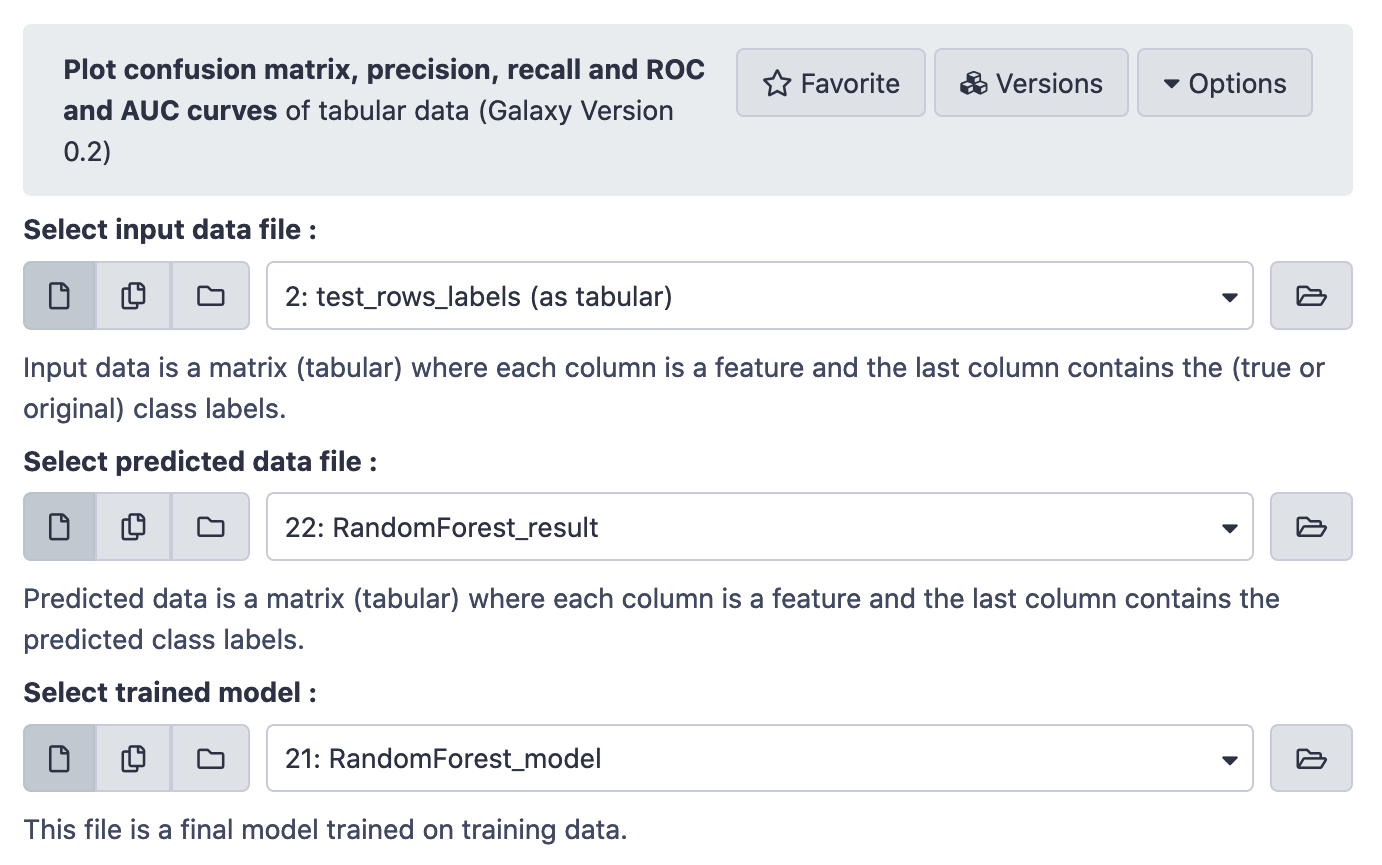 Plot confusion matrix, precision, recall and ROC
and AUC curves of tabular data (Galaxy Version
0.2)
Favorite
Versions
Options
Select input data file :
2: test_rows_labels (as tabular)
Input data is a matrix (tabular) where each column is a feature and the last column contains the (true or
original) class labels.
Select predicted data file :
22: RandomForest_result
Predicted data is a matrix (tabular) where each column is a feature and the last column contains the
predicted class labels.
Select trained model :
21: RandomForest_model
This file is a final model trained on training data.